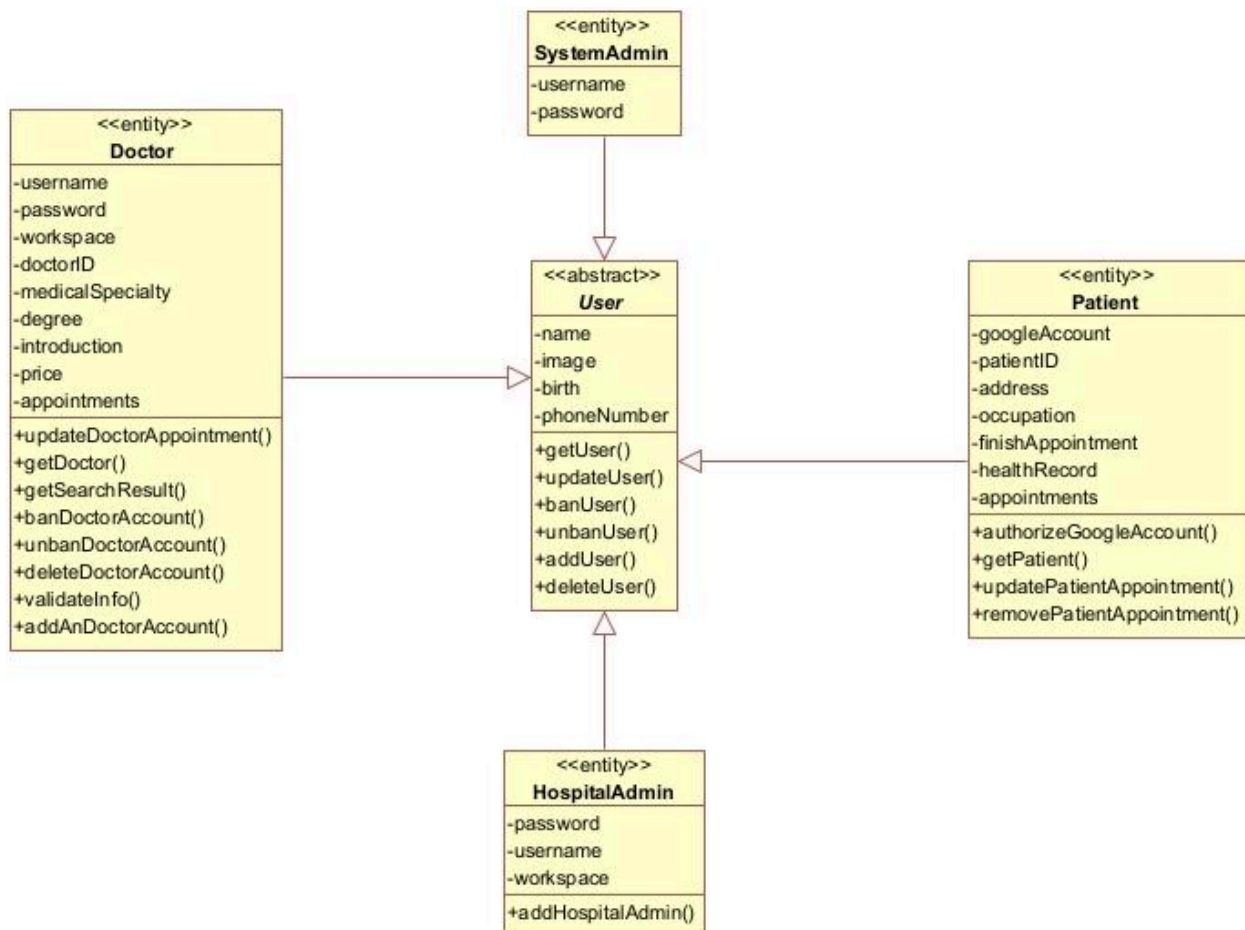 <<entity>>
SystemAdmin
-username
-password
<<entity>>
Doctor
-username
-password
-workspace
-doctorID
-medicalSpecialty
-degree
-introduction
-price
-appointments
+updateDoctorAppointment()
+getDoctor()
+getSearchResult()
+banDoctorAccount()
+unbanDoctorAccount()
+deleteDoctorAccount()
+validateInfo()
+addAnDoctorAccount()
<<abstract>>
User
-name
-image
-birth
-phoneNumber
+getUser()
+updateUser()
+banUser()
+unbanUser()
+addUser()
+deleteUser()
<<entity>>
Patient
-googleAccount
-patientID
-address
-occupation
-finishAppointment
-healthRecord
-appointments
+authorizeGoogleAccount()
+getPatient()
+updatePatientAppointment()
+removePatientAppointment()
<<entity>>
HospitalAdmin
-password
-username
-workspace
+addHospitalAdmin()